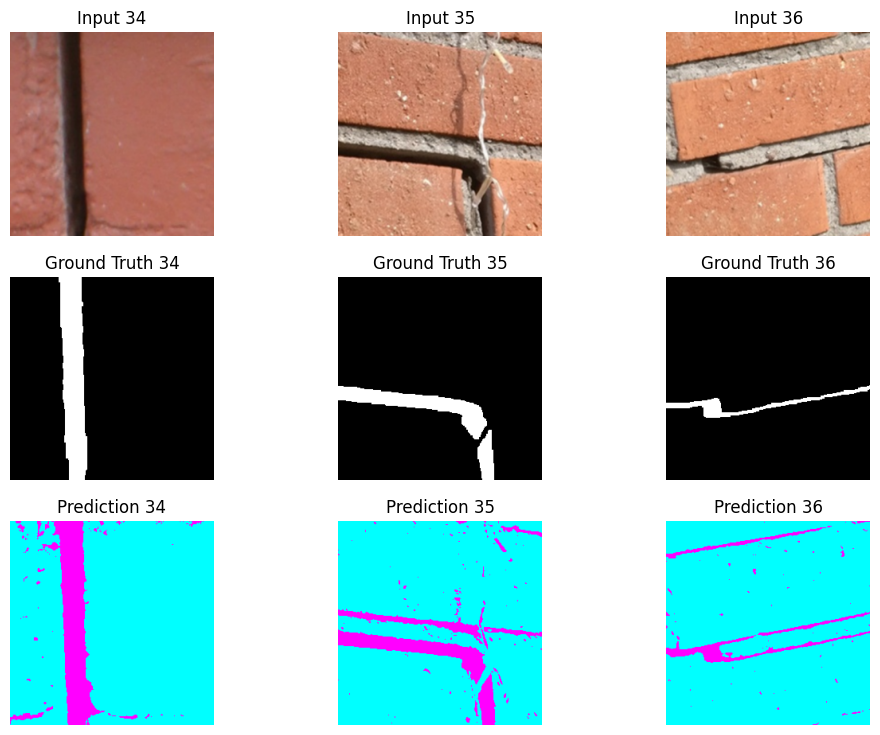 Input 34
Input 35
Input 36
Ground Truth 34
Ground Truth 35
Ground Truth 36
Prediction 34
Prediction 35
Prediction 36